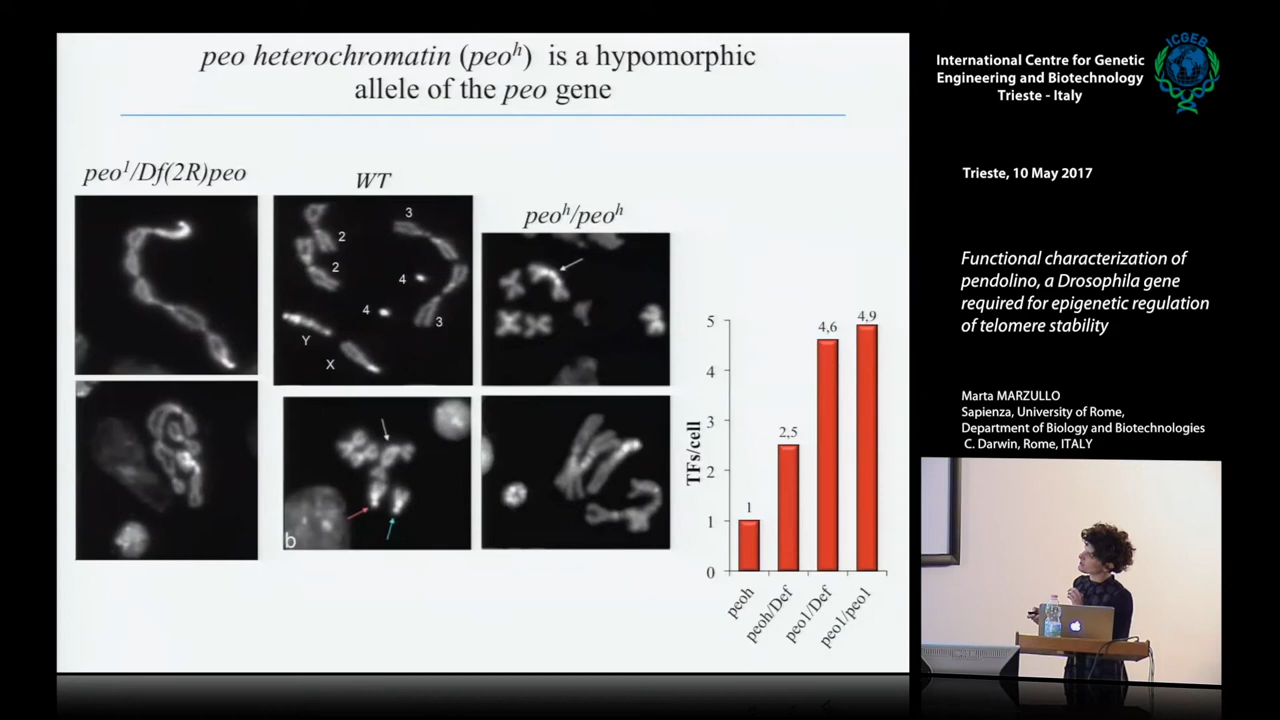 peo heterochromatin (peoʰ) is a hypomorphic
allele of the peo gene
peo¹/Df(2R)peo
WT
peoʰ/peoʰ
2
2
3
4
4
3
Y
X
b
TFs/cell
5
4
3
2
1
0
1
2,5
4,6
4,9
peoh
peoh/Def
peo1/Def
peo1/peo1
ICGEB
International Centre for Genetic
Engineering and Biotechnology
Trieste - Italy
Trieste, 10 May 2017
Functional characterization of
pendolino, a Drosophila gene
required for epigenetic regulation
of telomere stability
Marta MARZULLO
Sapienza, University of Rome,
Department of Biology and Biotechnologies
C. Darwin, Rome, ITALY